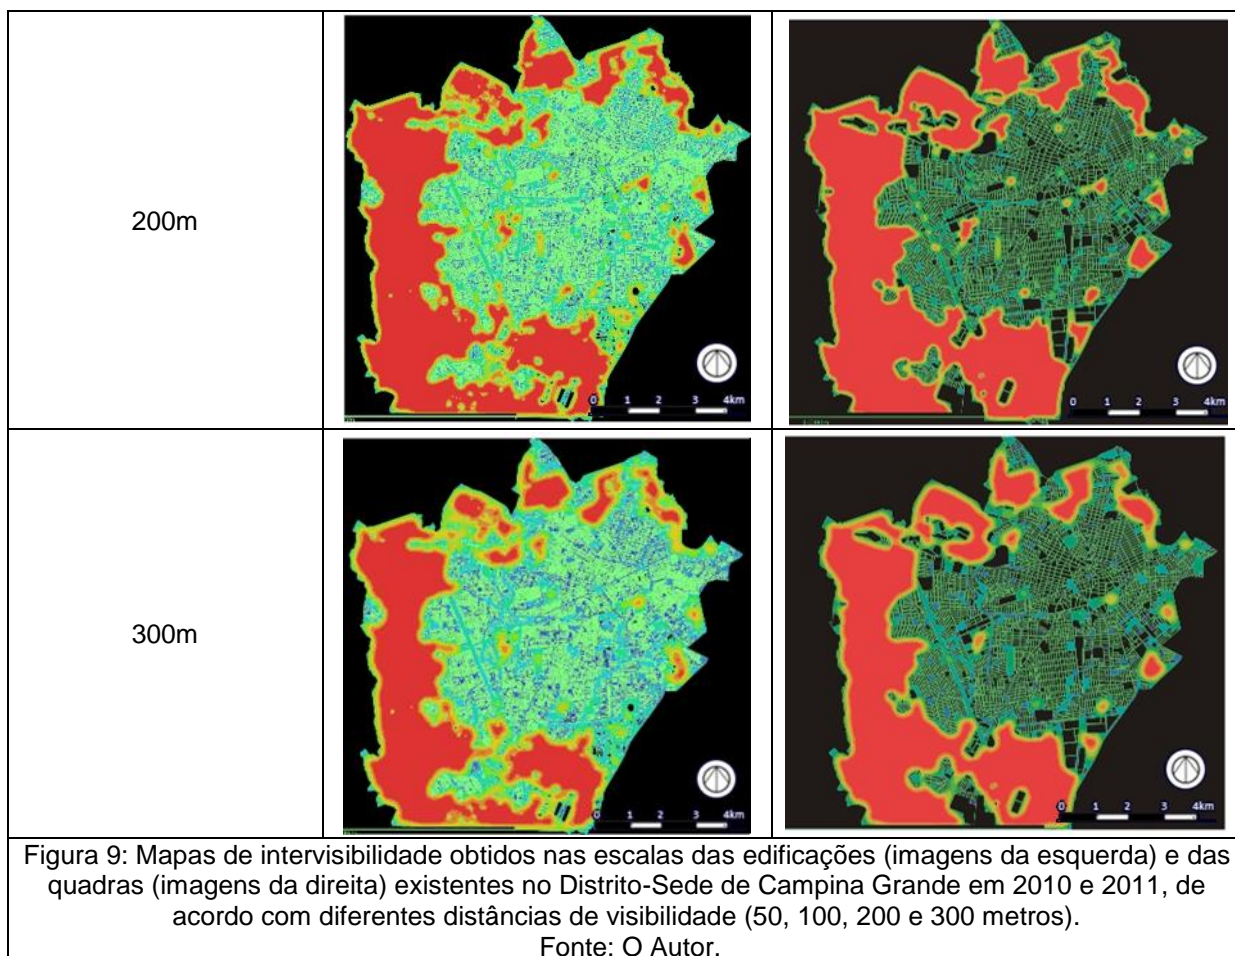 200m
0 1 2 3 4km
0 1 2 3 4km
300m
0 1 2 3 4km
0 1 2 3 4km
Figura 9: Mapas de intervisibilidade obtidos nas escalas das edificações (imagens da esquerda) e das
quadras (imagens da direita) existentes no Distrito-Sede de Campina Grande em 2010 e 2011, de
acordo com diferentes distâncias de visibilidade (50, 100, 200 e 300 metros).
Fonte: O Autor.